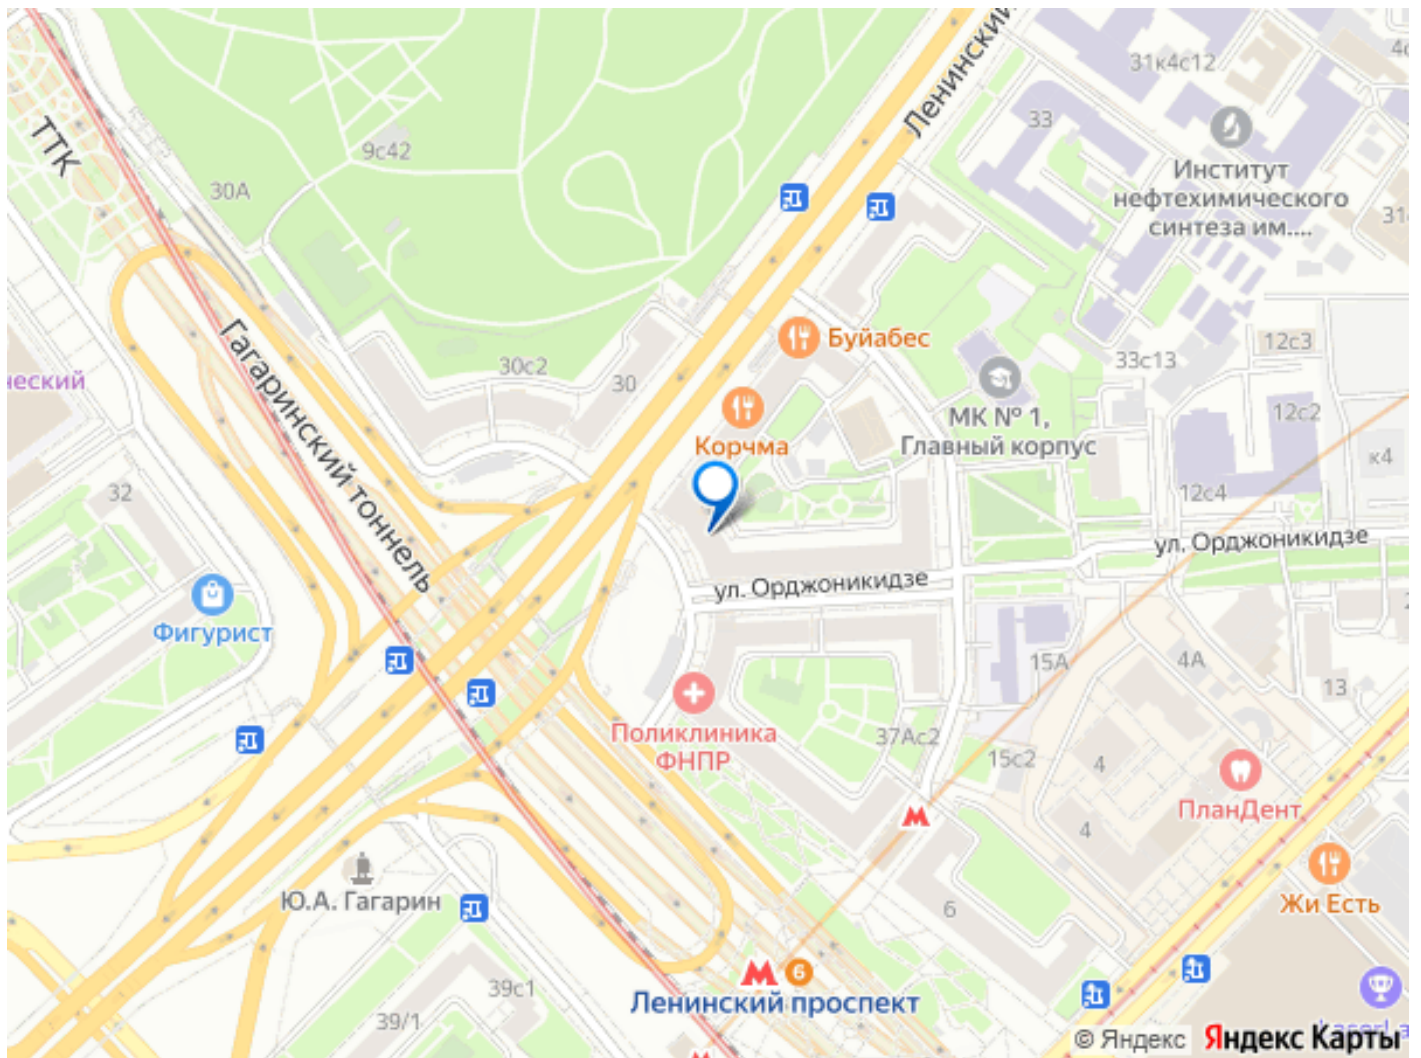 Ленинский
31к4с12
33
ТТК
9с42
Институт
нефтехимического
синтеза им....
30А
Гагаринский тоннель
Буйабес
12с3
30с2
30
33с13
еский
МК № 1,
Главный корпус
12с2
Корчма
к4
32
12с4
ул. Орджоникидзе
ул. Орджоникидзе
Фигурист
15А
4А
13
Поликлиника
ФНПР
37Ас2
15с2
4
ПланДент
4
Ю.А. Гагарин
6
Жи Есть
6
39с1
Ленинский проспект
39/1
© Яндекс Яндекс Карты